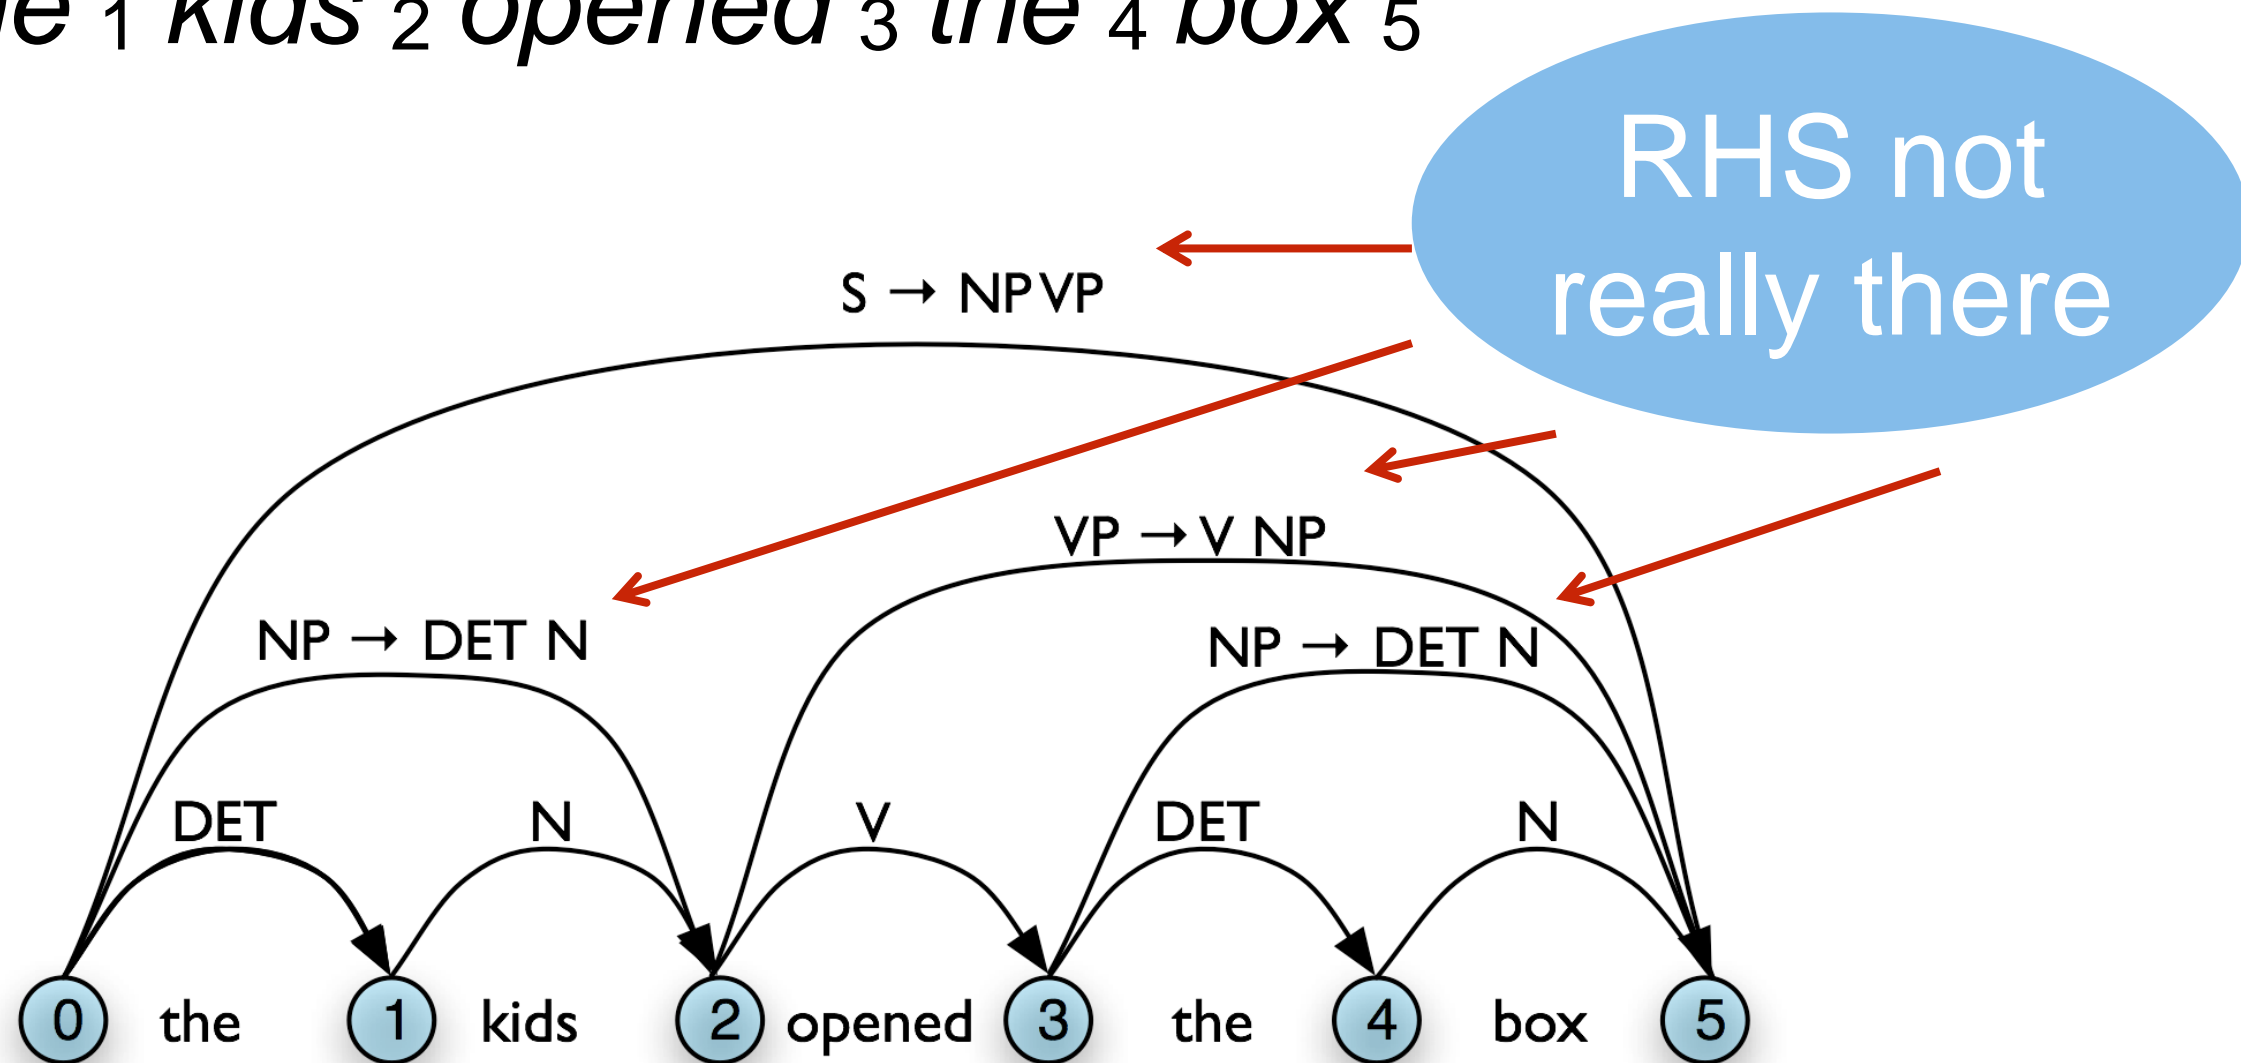 1 kids 2 opened 3 the 4 box 5
RHS not
really there
S → NP VP
VP → V NP
NP → DET N
NP → DET N
DET N V DET N
0 the 1 kids 2 opened 3 the 4 box 5